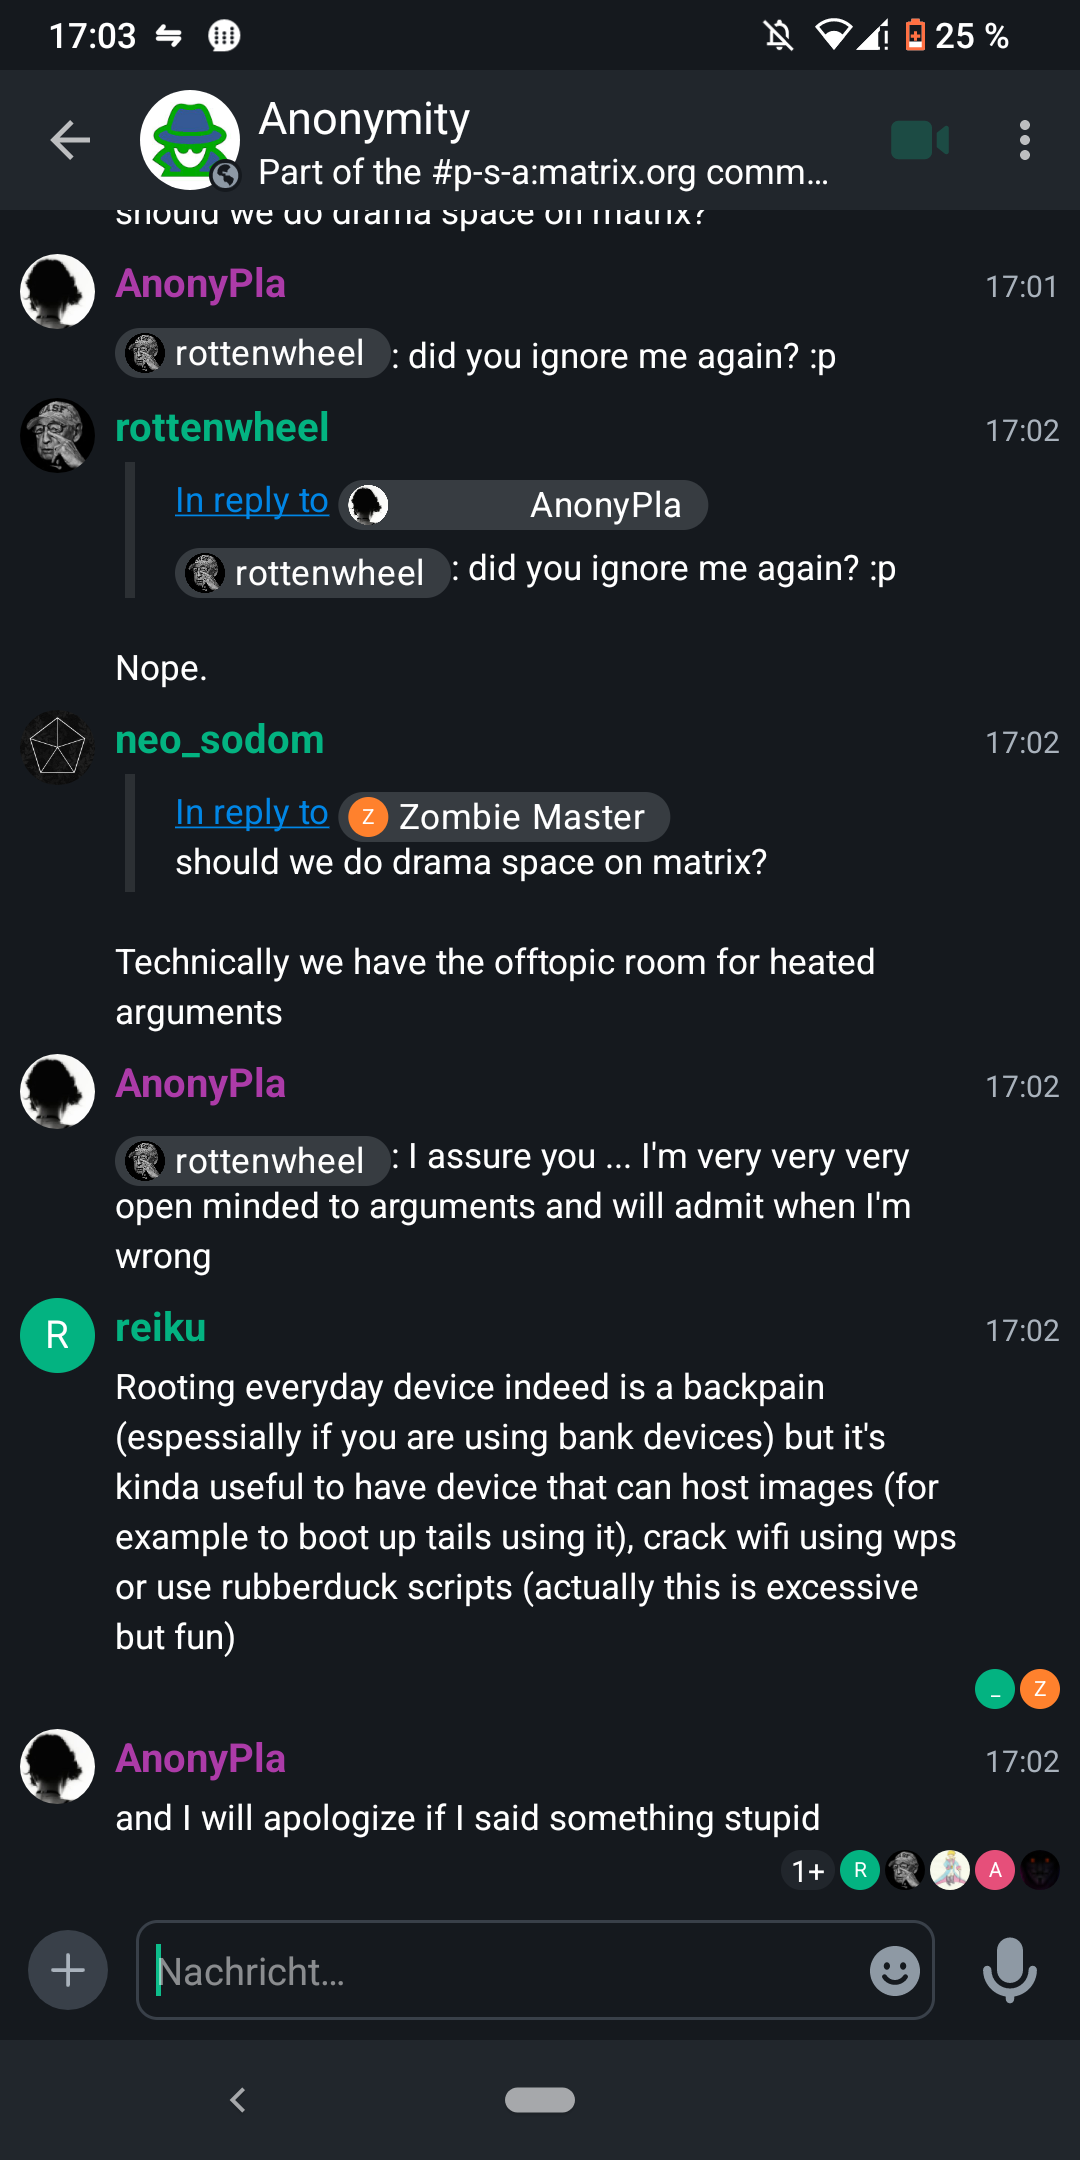 17:03
25 %
Anonymity
Part of the #p-s-a:matrix.org comm...
should we do drama space on matrix?
AnonyPla
17:01
rottenwheel : did you ignore me again? :p
rottenwheel
17:02
In reply to AnonyPla
rottenwheel : did you ignore me again? :p
Nope.
neo_sodom
17:02
In reply to Z Zombie Master
should we do drama space on matrix?
Technically we have the offtopic room for heated
arguments
AnonyPla
17:02
rottenwheel : I assure you ... I'm very very very
open minded to arguments and will admit when I'm
wrong
R
reiku
17:02
Rooting everyday device indeed is a backpain
(espessially if you are using bank devices) but it's
kinda useful to have device that can host images (for
example to boot up tails using it), crack wifi using wps
or use rubberduck scripts (actually this is excessive
but fun)
_ Z
AnonyPla
17:02
and I will apologize if I said something stupid
1+ R A
Nachricht...